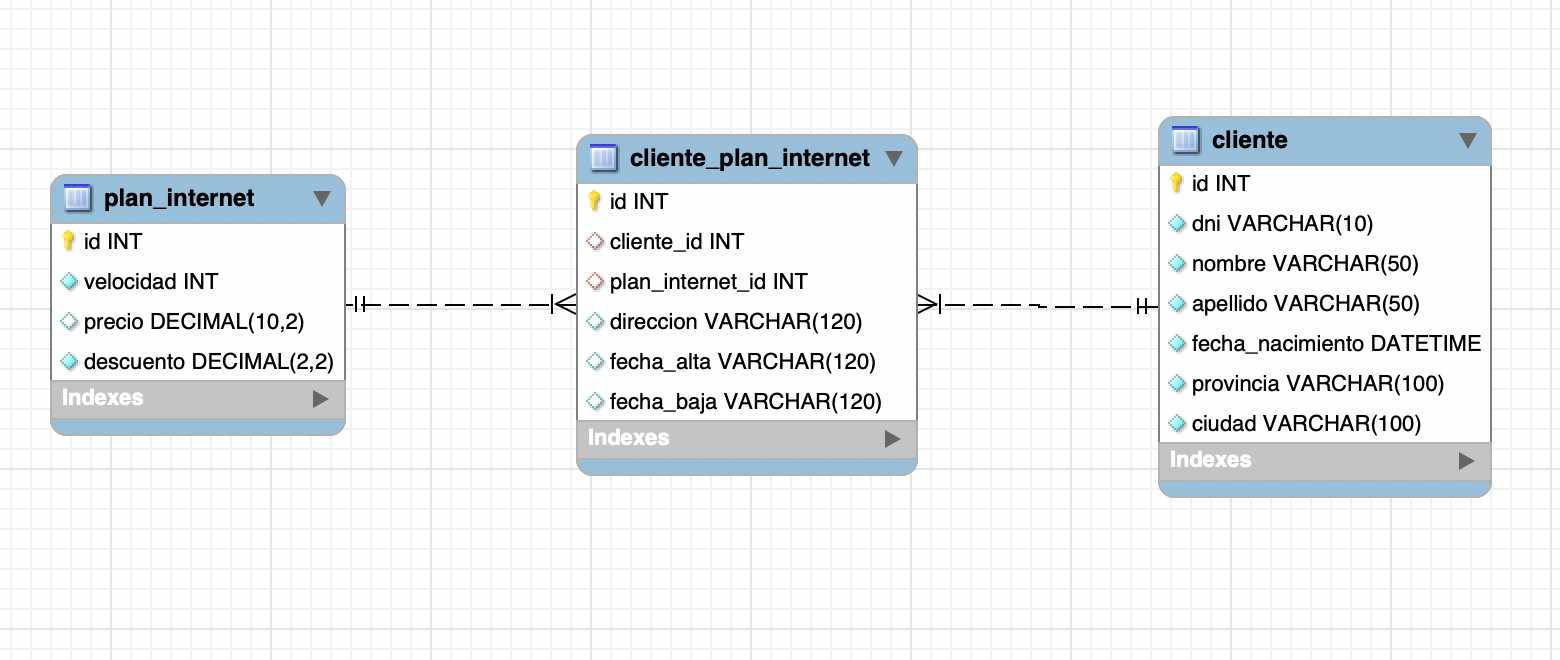 plan_internet
id INT
velocidad INT
precio DECIMAL(10,2)
descuento DECIMAL(2,2)
Indexes
cliente_plan_internet
id INT
cliente_id INT
plan_internet_id INT
direccion VARCHAR(120)
fecha_alta VARCHAR(120)
fecha_baja VARCHAR(120)
Indexes
cliente
id INT
dni VARCHAR(10)
nombre VARCHAR(50)
apellido VARCHAR(50)
fecha_nacimiento DATETIME
provincia VARCHAR(100)
ciudad VARCHAR(100)
Indexes